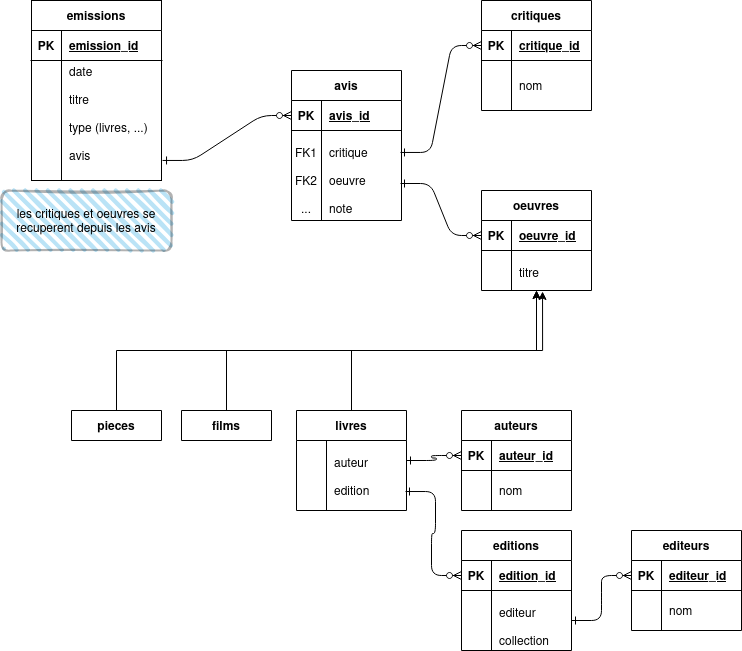 emissions
PK emission_id
date
titre
type (livres, ...)
avis
les critiques et oeuvres se
recuperent depuis les avis
avis
PK avis_id
FK1 critique
FK2 oeuvre
... note
critiques
PK critique_id
nom
oeuvres
PK oeuvre_id
titre
pieces
films
livres
auteur
edition
auteurs
PK auteur_id
nom
editions
PK edition_id
editeur
collection
editeurs
PK editeur_id
nom